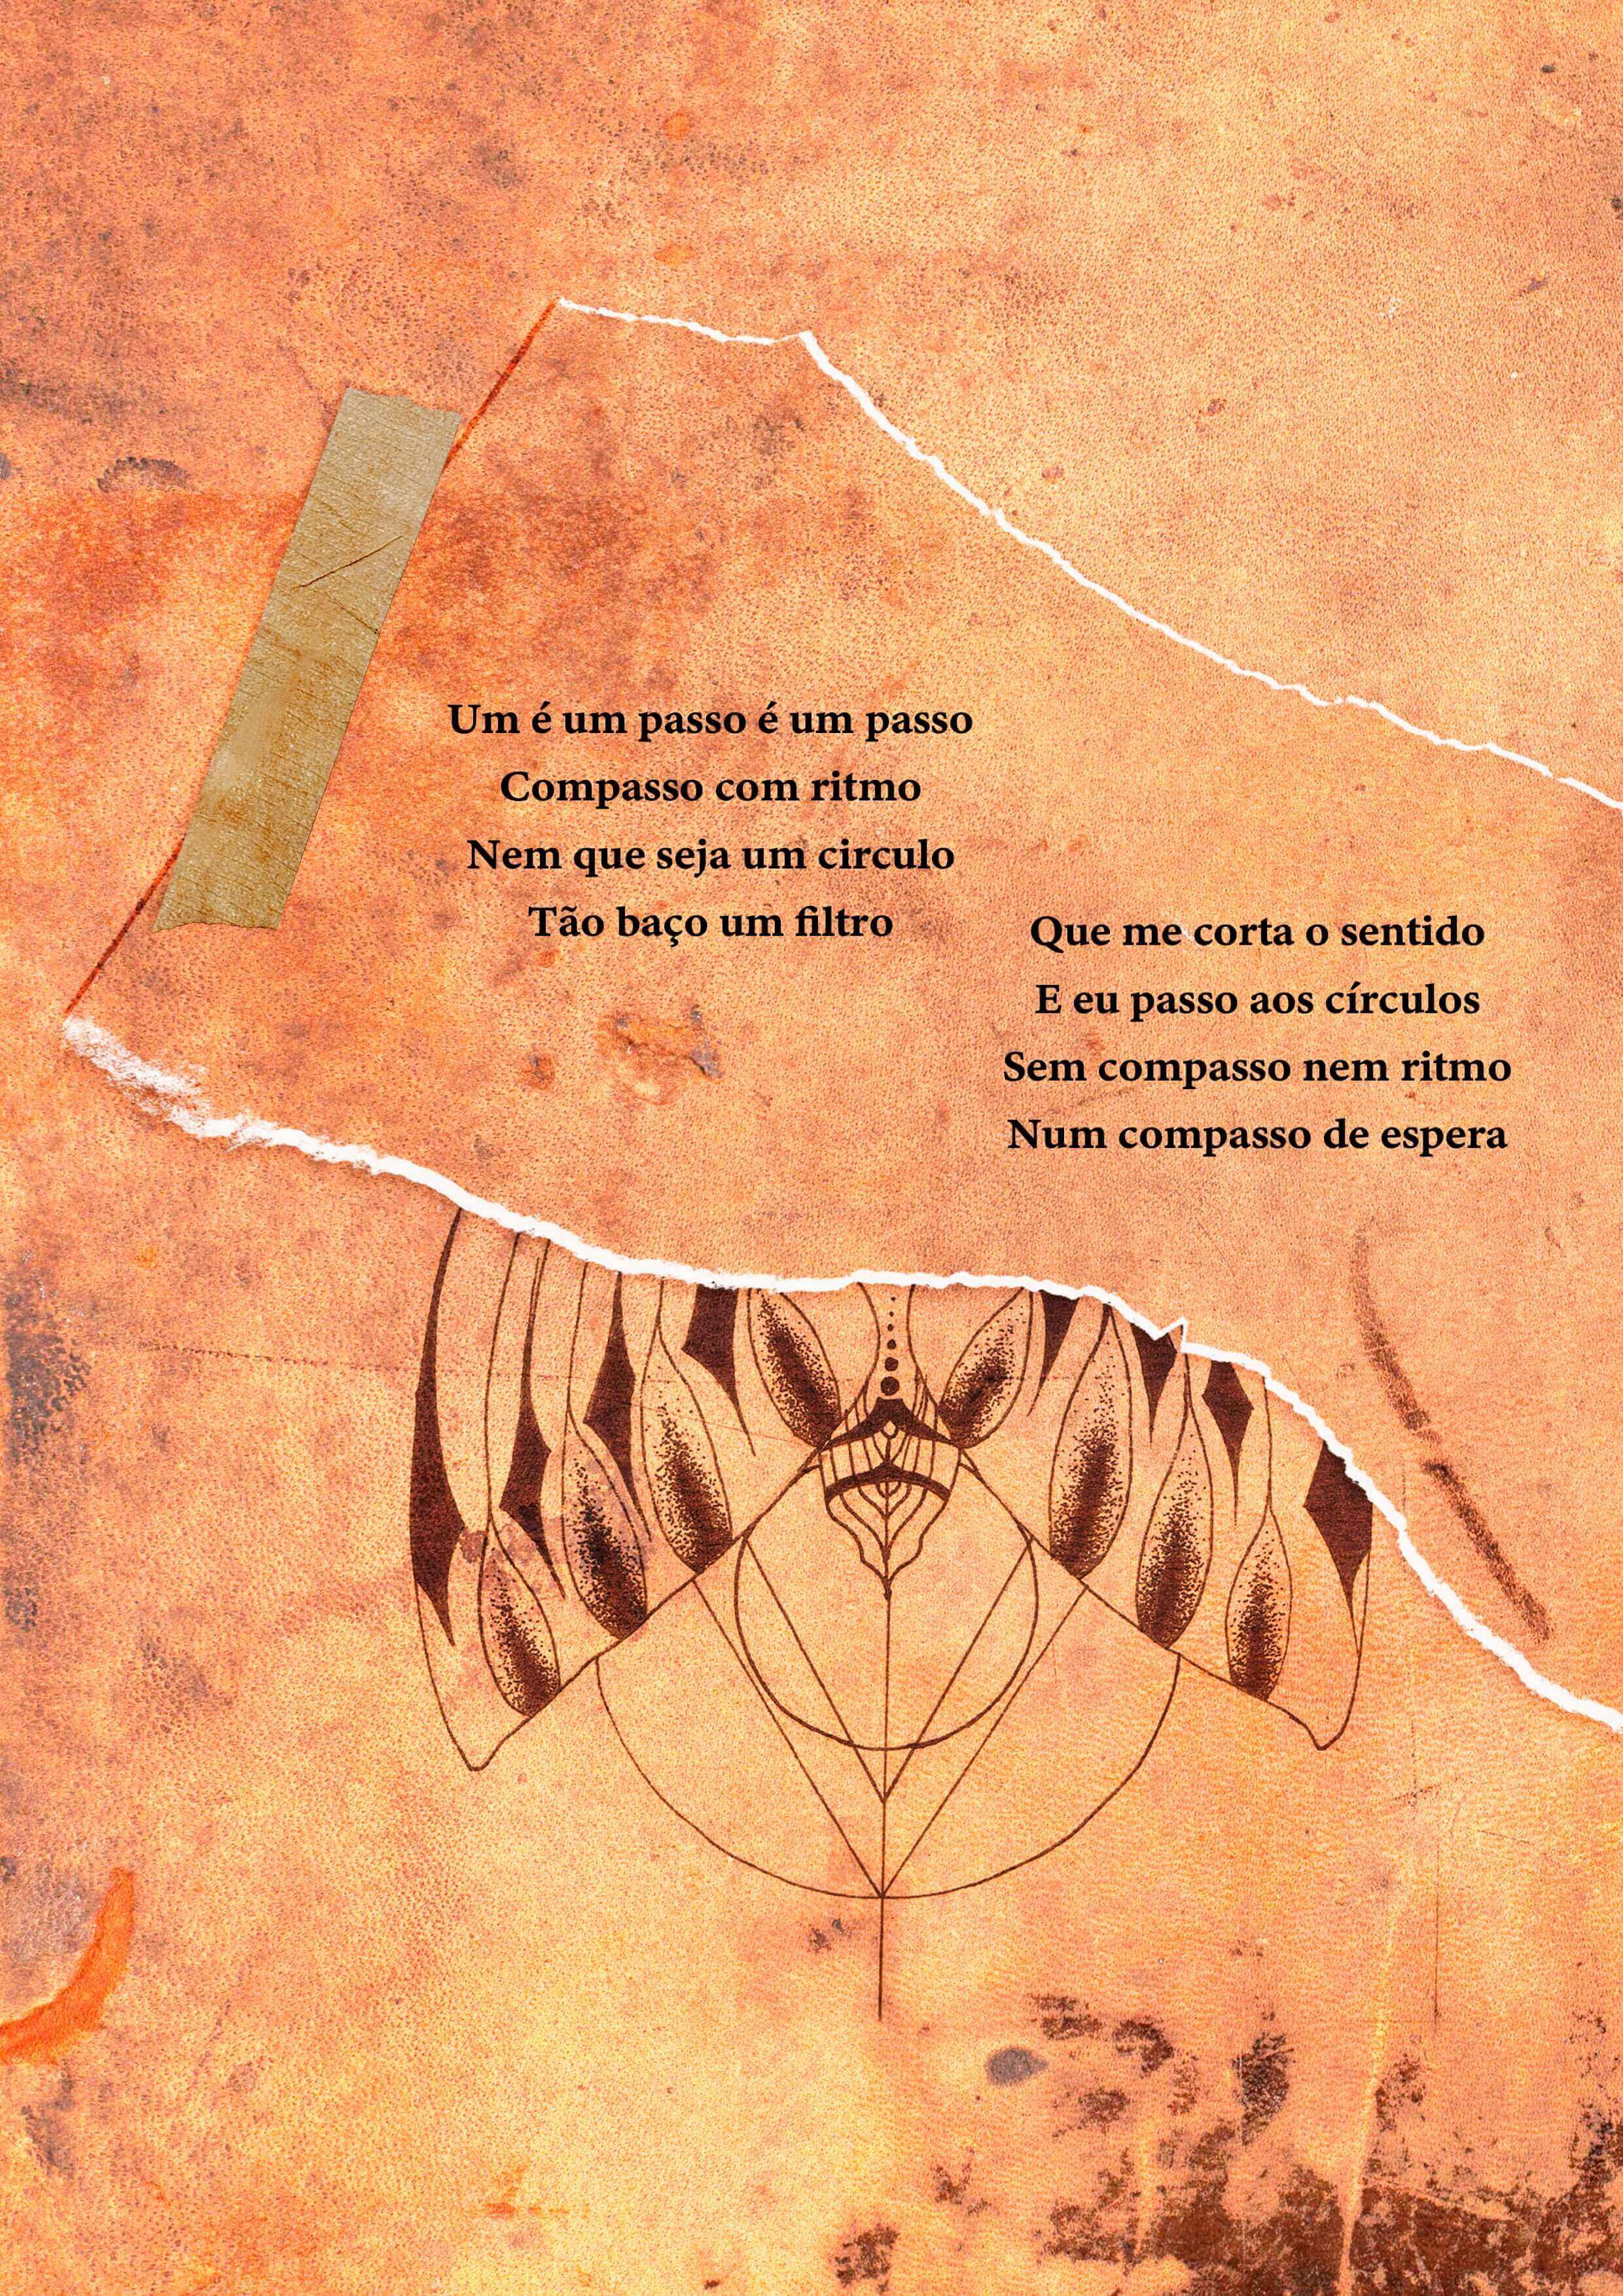 Um é um passo é um passo
Compasso com ritmo
Nem que seja um circulo
Tão baço um filtro
Que me corta o sentido
E eu passo aos círculos
Sem compasso nem ritmo
Num compasso de espera